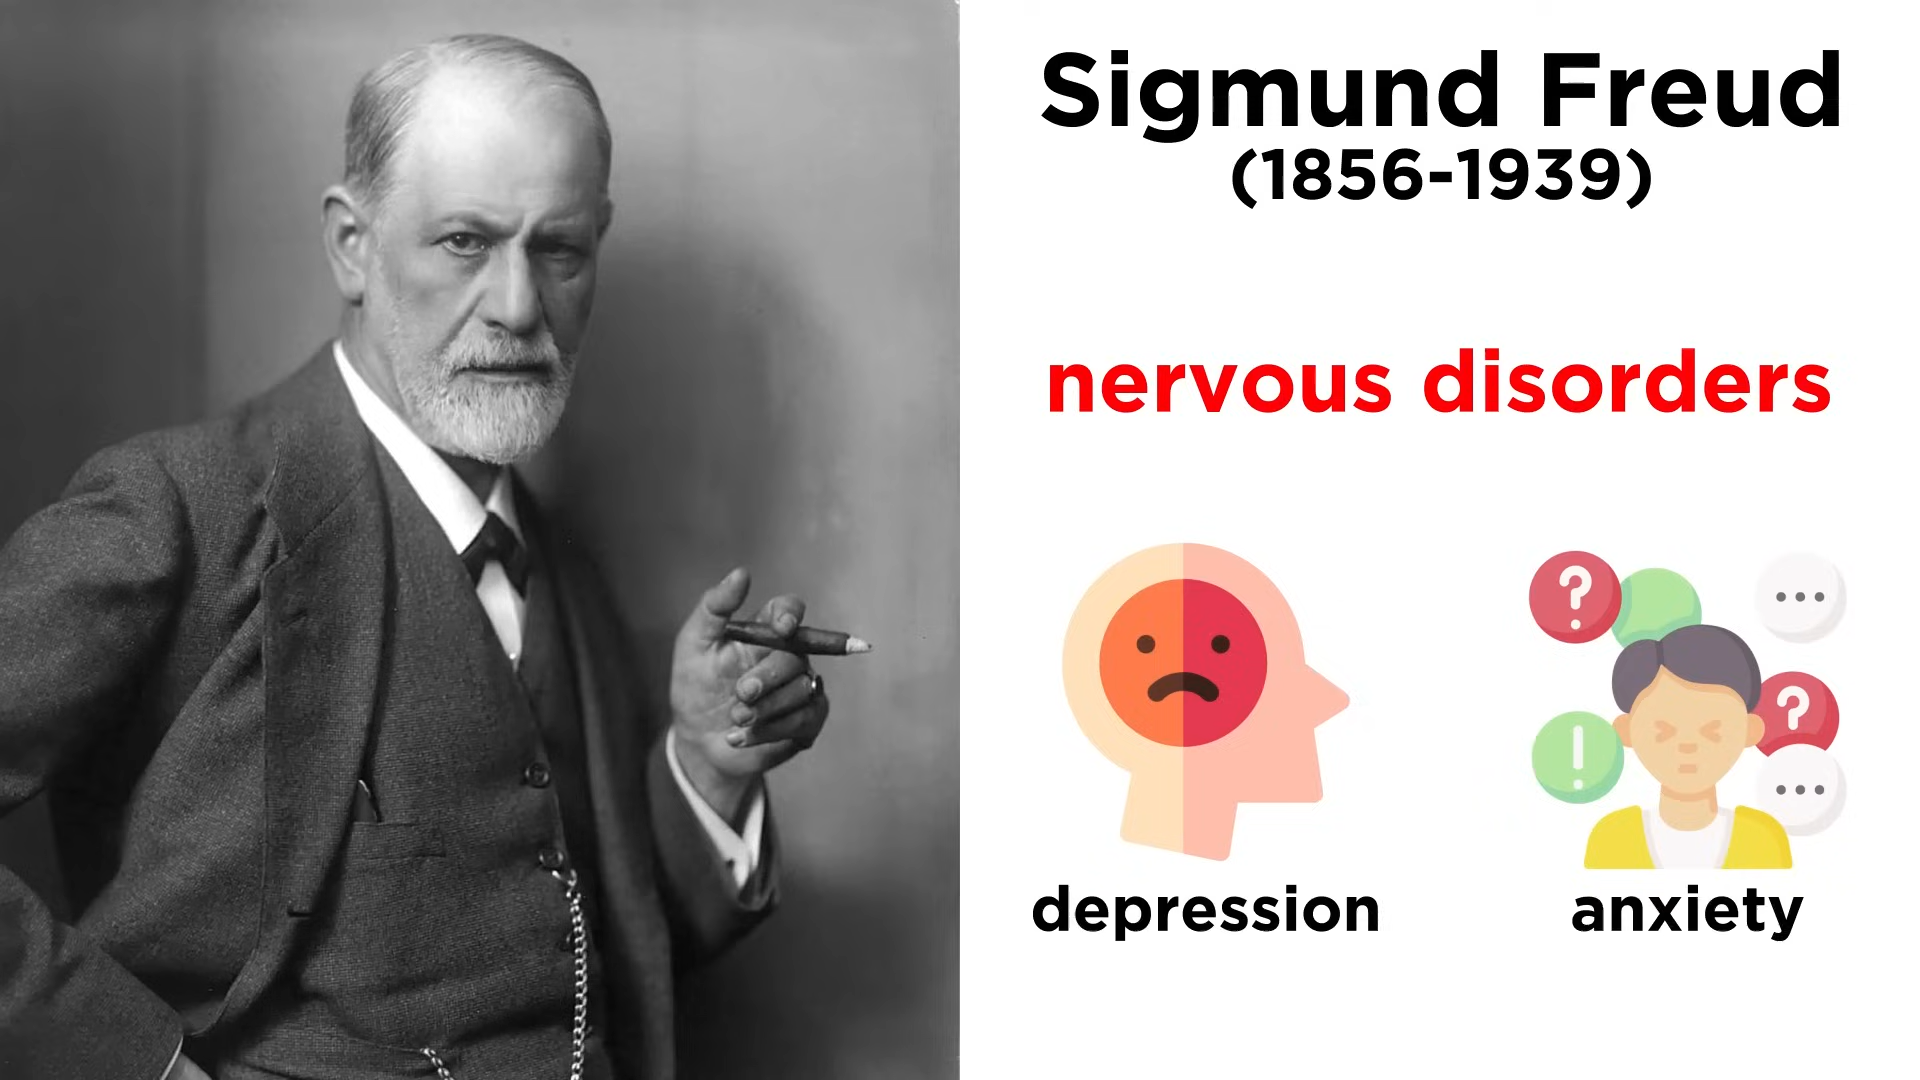 Sigmund Freud
(1856-1939)
nervous disorders
depression
anxiety